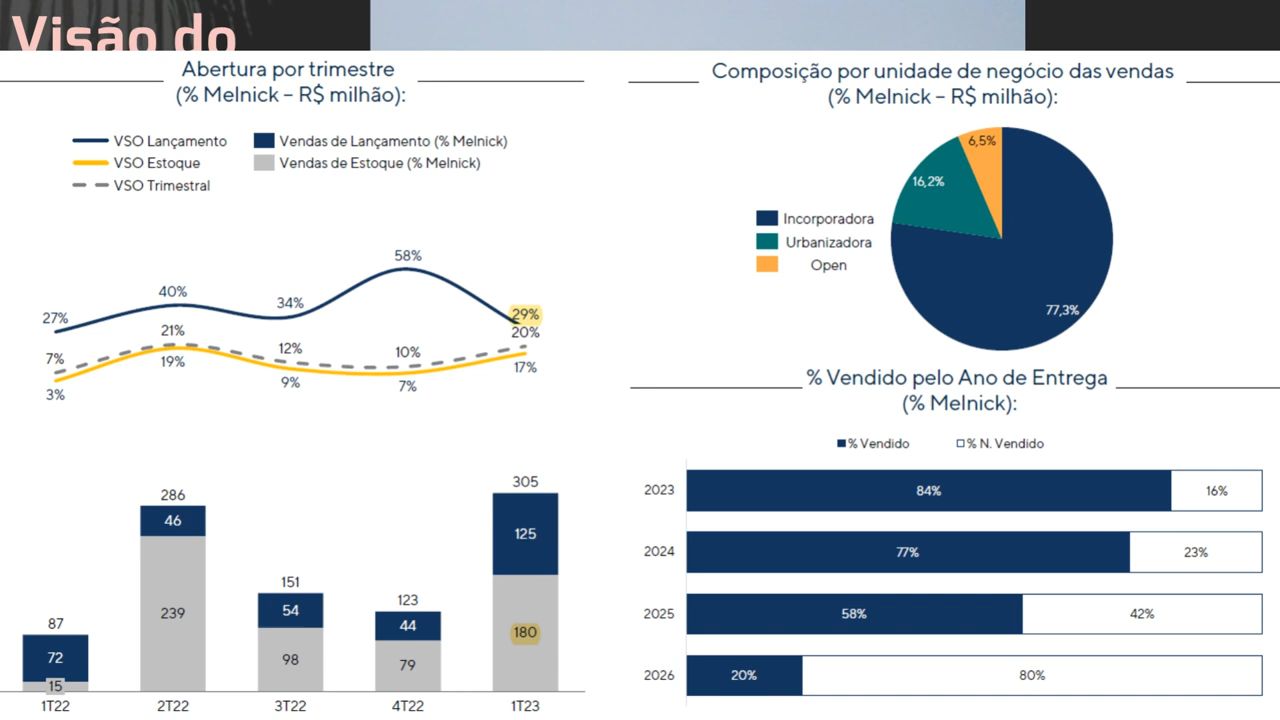 Visão do
Abertura por trimestre
(% Melnick – R$ milhão):
VSO Lançamento
Vendas de Lançamento (% Melnick)
VSO Estoque
Vendas de Estoque (% Melnick)
VSO Trimestral
58%
40%
34%
27%
29%
21%
20%
12%
10%
7%
19%
17%
9%
7%
3%
305
286
46
125
151
123
87
54
44
239
180
72
98
79
15
1T22 2T22 3T22 4T22 1T23
Composição por unidade de negócio das vendas
(% Melnick – R$ milhão):
6,5%
16,2%
Incorporadora
Urbanizadora
Open
77,3%
% Vendido pelo Ano de Entrega
(% Melnick):
% Vendido % N. Vendido
2023 84% 16%
2024 77% 23%
2025 58% 42%
2026 20% 80%